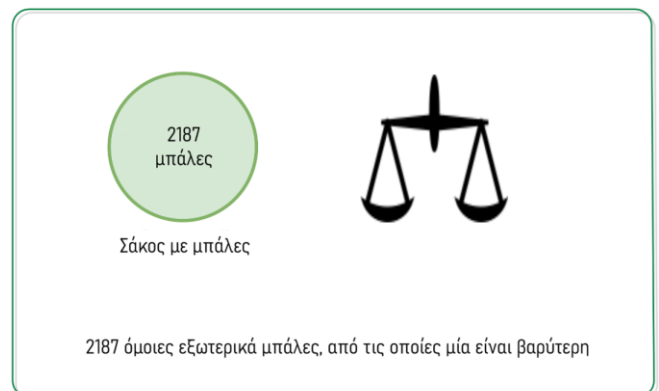 2187
μπάλες
Σάκος με μπάλες
2187 όμοιες εξωτερικά μπάλες, από τις οποίες μία είναι βαρύτερη